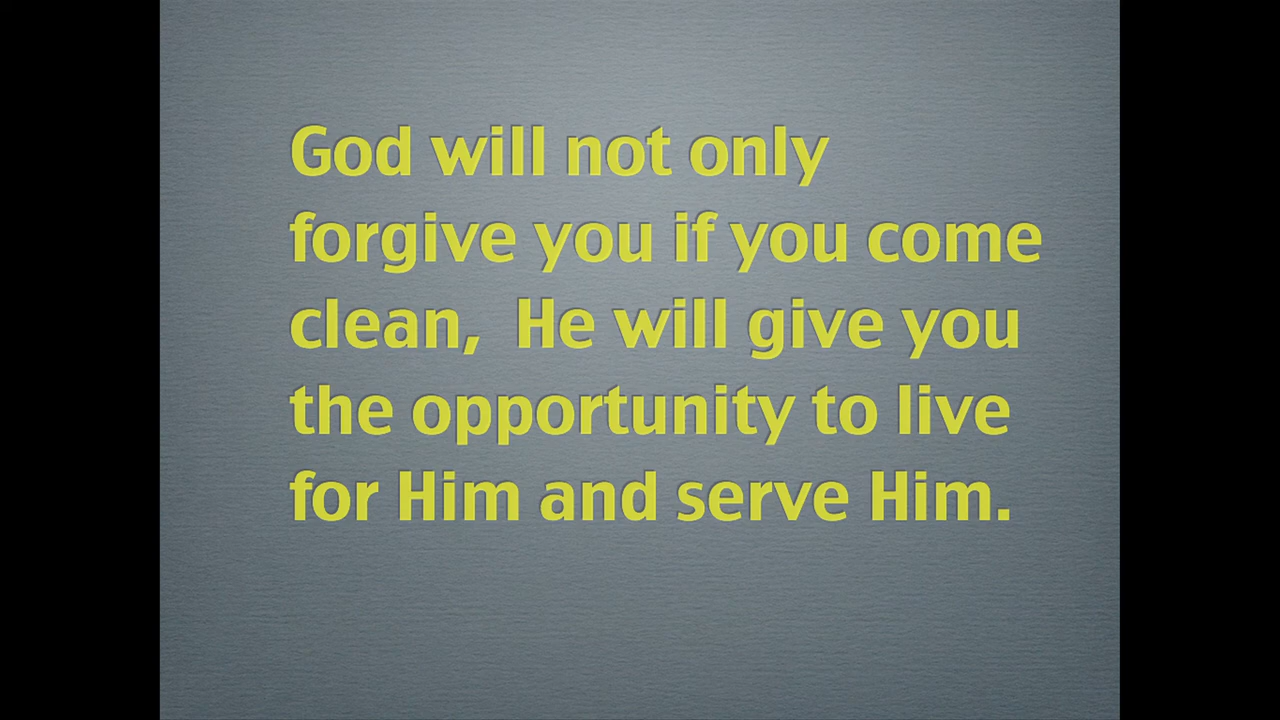 God will not only
forgive you if you come
clean,  He will give you
the opportunity to live
for Him and serve Him.